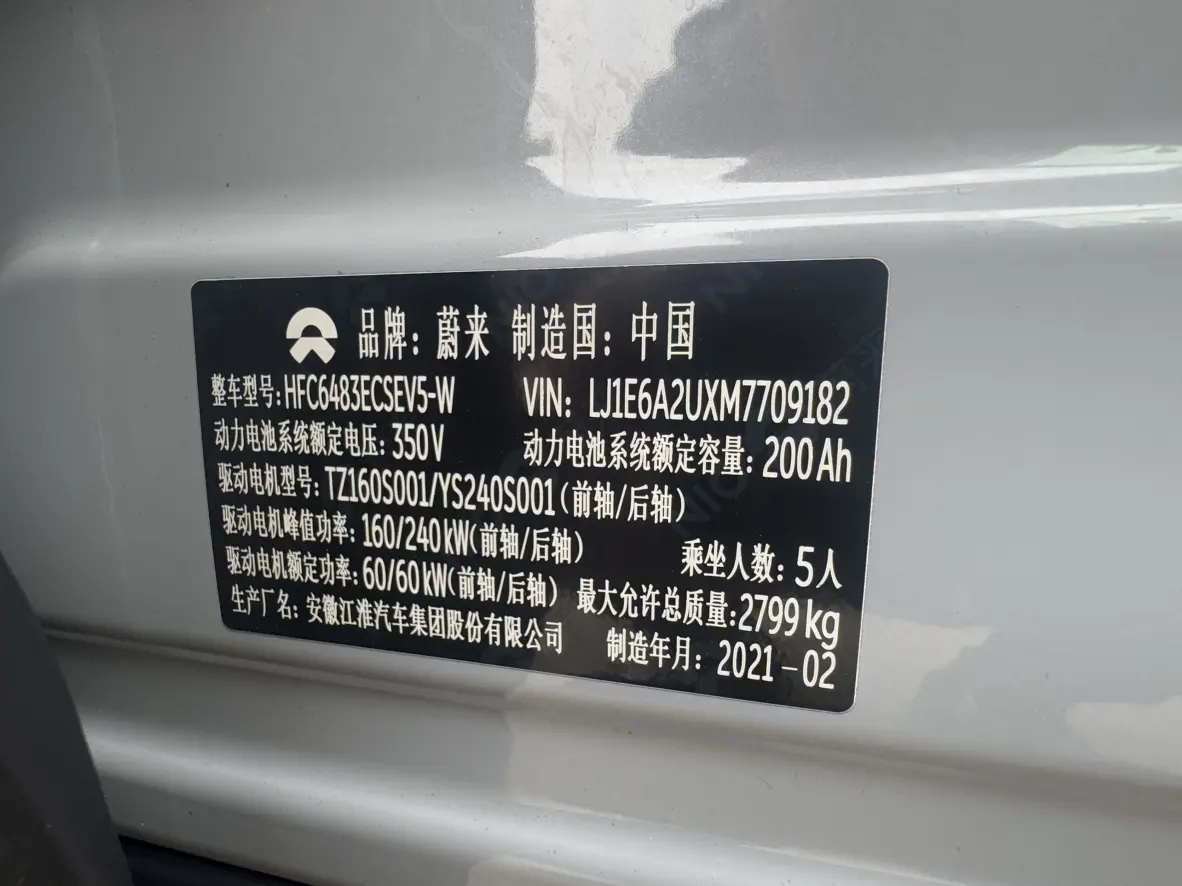 品牌：蔚来 制造国：中国
整车型号：HFC6483ECSEV5-W VIN：LJ1E6A2UXM7709182
动力电池系统额定电压：350V 动力电池系统额定容量：200Ah
驱动电机型号：TZ160S001/YS240S001（前轴/后轴）
驱动电机峰值功率：160/240kW（前轴/后轴） 乘坐人数：5人
驱动电机额定功率：60/60kW（前轴/后轴） 最大允许总质量：2799kg
生产厂名：安徽江淮汽车集团股份有限公司 制造年月：2021-02